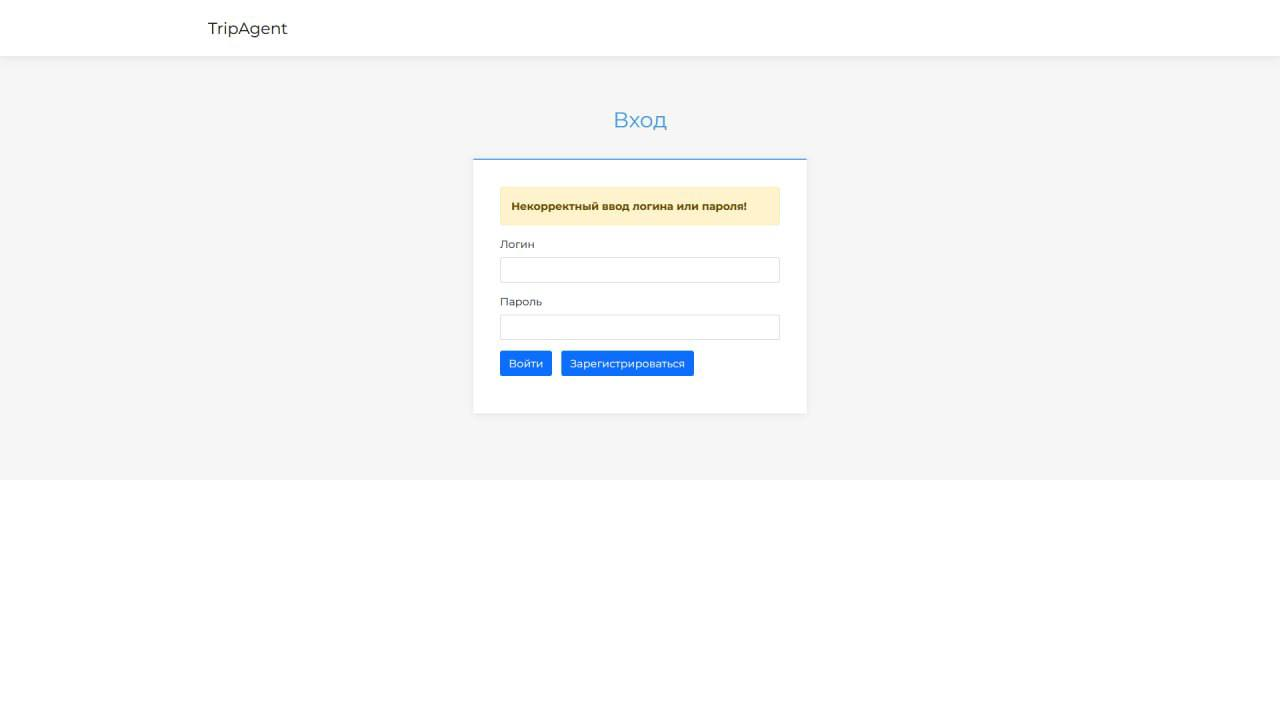 TripAgent
Вход
Некорректный ввод логина или пароля!
Логин
Пароль
Войти
Зарегистрироваться